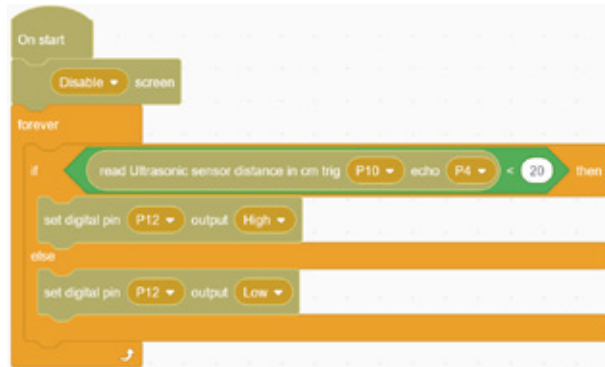 On start
Disable screen
forever
if read Ultrasonic sensor distance in cm trig P10 echo P4 < 20 then
set digital pin P12 output High
else
set digital pin P12 output Low